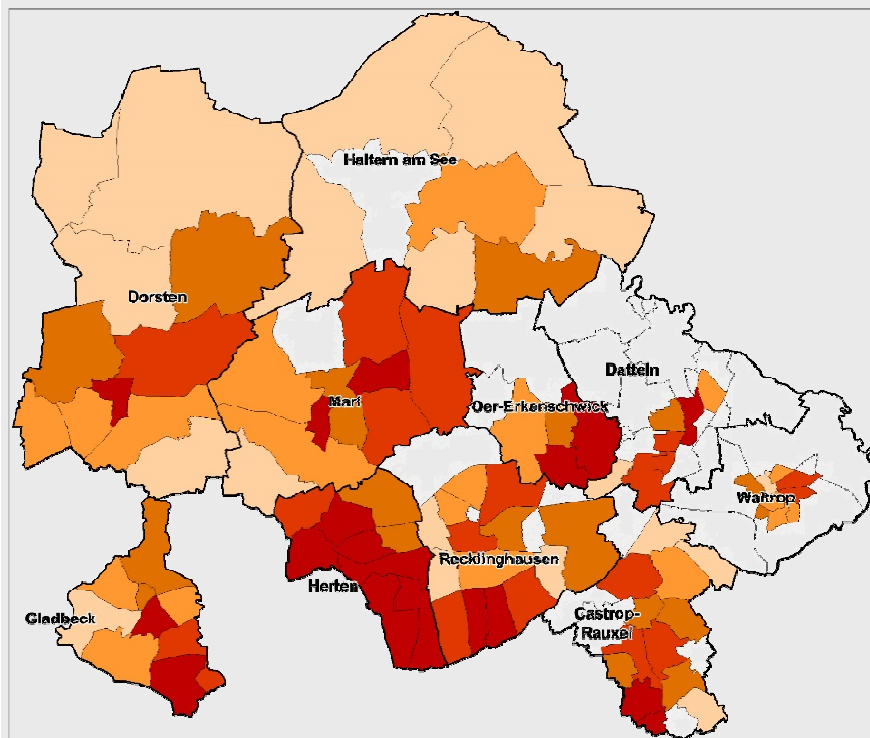 Haltern am See
Dorsten
Datteln
Marl
Oer-Erkenschwick
Waltrop
Recklinghausen
Herten
Gladbeck
Castrop-
Rauxel